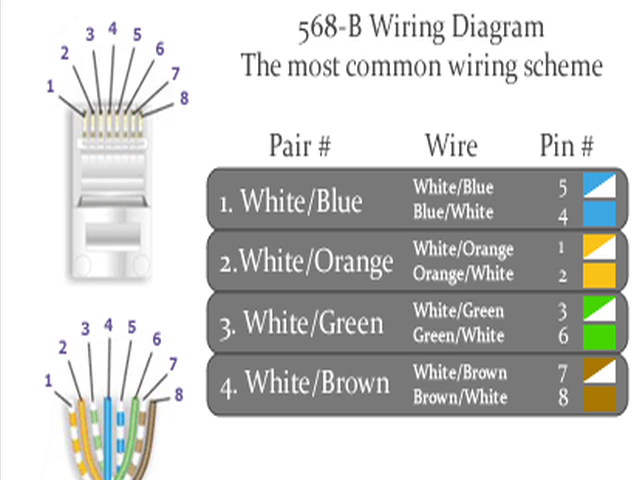 568-B Wiring Diagram
The most common wiring scheme
1 2 3 4 5 6 7 8
Pair # Wire Pin #
1. White/Blue
White/Blue 5
Blue/White 4
2.White/Orange
White/Orange 1
Orange/White 2
3. White/Green
White/Green 3
Green/White 6
4. White/Brown
White/Brown 7
Brown/White 8
1 2 3 4 5 6 7 8